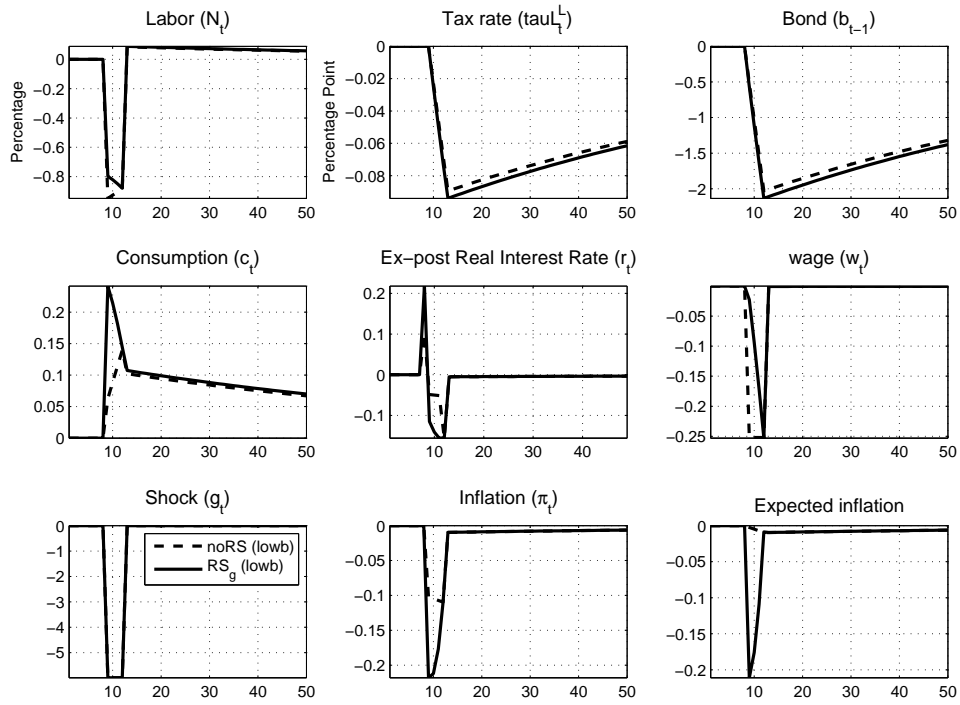 Labor (N_t)
Tax rate (tauL_t^L)
Bond (b_{t−1})
Percentage
0
−0.2
−0.4
−0.6
−0.8
10 20 30 40 50
Percentage Point
0
−0.02
−0.04
−0.06
−0.08
10 20 30 40 50
0
−0.5
−1
−1.5
−2
10 20 30 40 50
Consumption (c_t)
Ex−post Real Interest Rate (r_t)
wage (w_t)
0.2
0.15
0.1
0.05
0
10 20 30 40 50
0.2
0.1
0
−0.1
10 20 30 40
−0.05
−0.1
−0.15
−0.2
−0.25
10 20 30 40 50
Shock (g_t)
Inflation (π_t)
Expected inflation
0
−1
−2
−3
−4
−5
10 20 30 40 50
noRS (lowb)
RS_g (lowb)
0
−0.05
−0.1
−0.15
−0.2
10 20 30 40 50
0
−0.05
−0.1
−0.15
−0.2
10 20 30 40 50